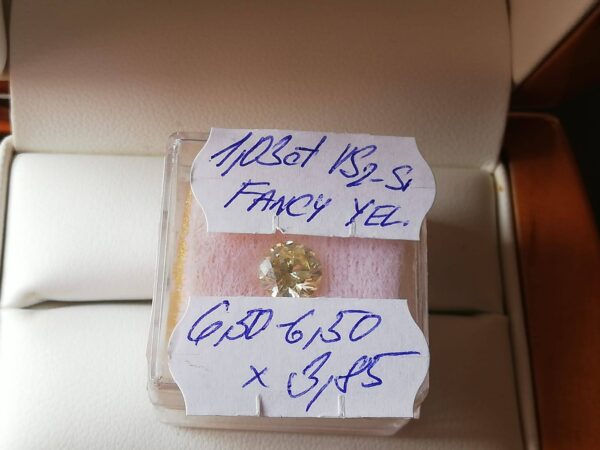 1,03ct VS2-Si
FANCY YEL.
6,50-6,50
x 3,85